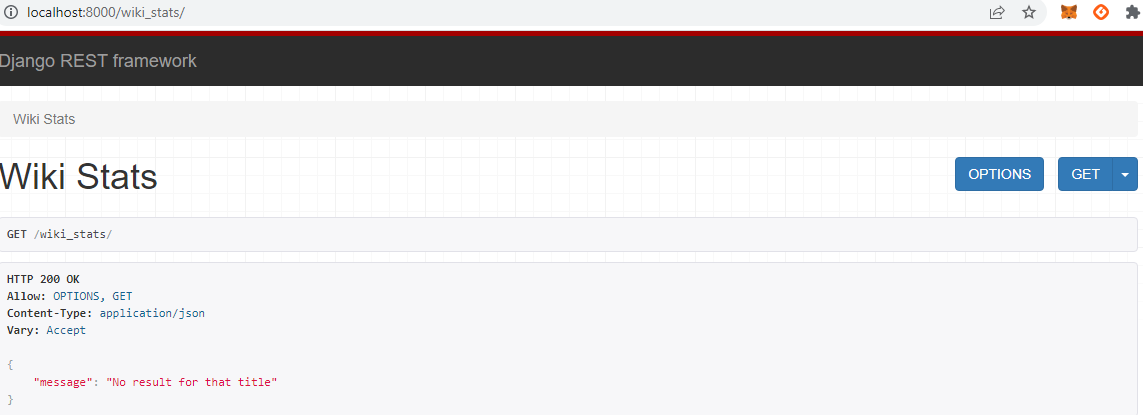 localhost:8000/wiki_stats/
Django REST framework
Wiki Stats
Wiki Stats
OPTIONS
GET
GET /wiki_stats/
HTTP 200 OK
Allow: OPTIONS, GET
Content-Type: application/json
Vary: Accept
{
"message": "No result for that title"
}